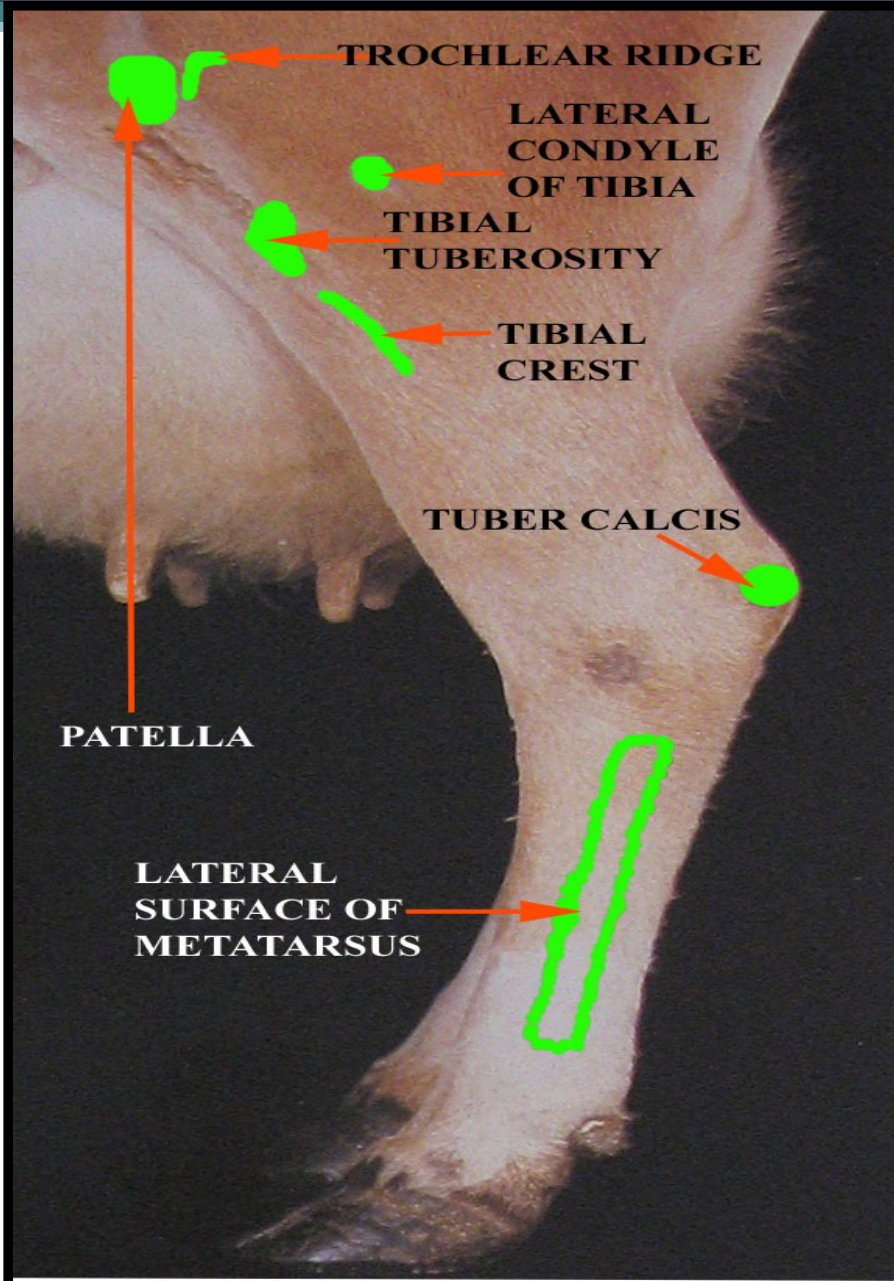 TROCHLEAR RIDGE
LATERAL
CONDYLE
OF TIBIA
TIBIAL
TUBEROSITY
TIBIAL
CREST
TUBER CALCIS
PATELLA
LATERAL
SURFACE OF
METATARSUS